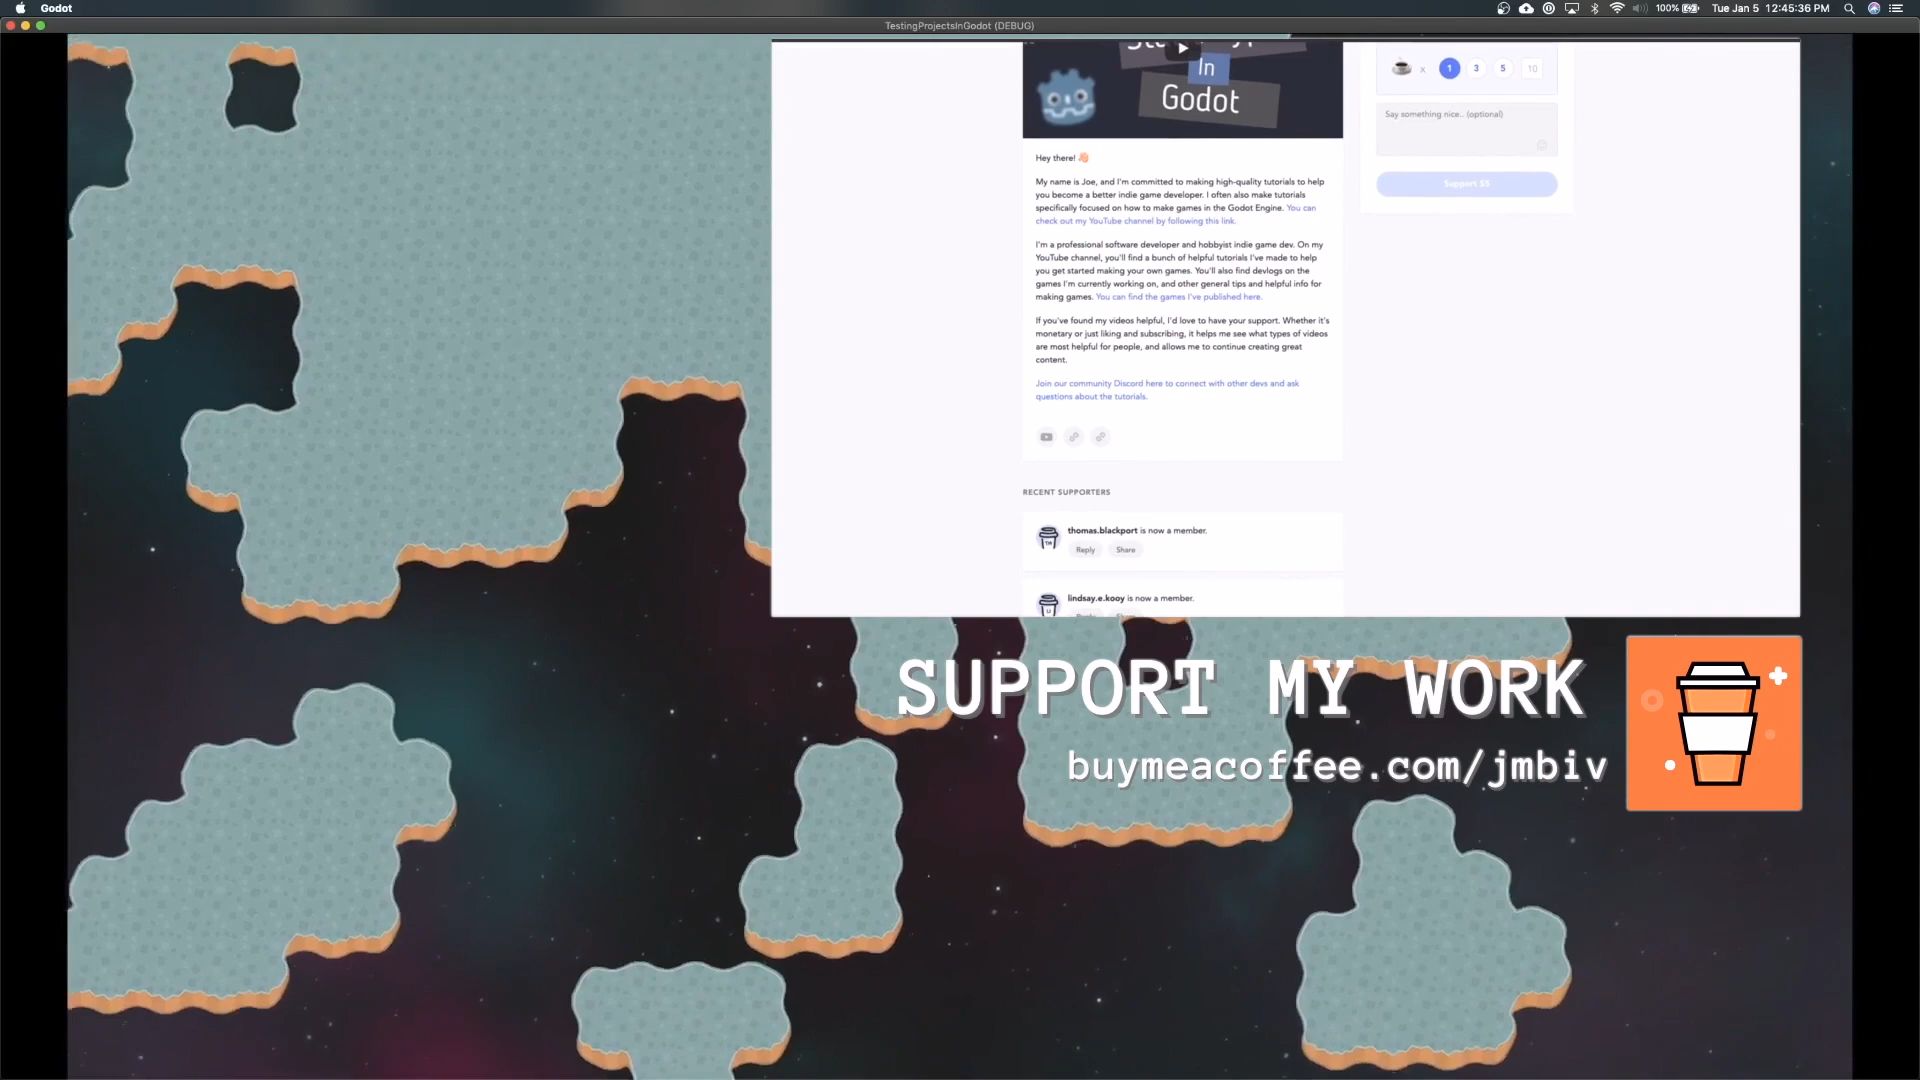 Godot
100%
Tue Jan 5 12:45:36 PM
TestingProjectsInGodot (DEBUG)
In
Godot
x 1 3 5 10
Say something nice.. (optional)
Support $5
Hey there!
My name is Joe, and I'm committed to making high-quality tutorials to help
you become a better indie game developer. I often also make tutorials
specifically focused on how to make games in the Godot Engine. You can
check out my YouTube channel by following this link.
I'm a professional software developer and hobbyist indie game dev. On my
YouTube channel, you'll find a bunch of helpful tutorials I've made to help
you get started making your own games. You'll also find devlogs on the
games I'm currently working on, and other general tips and helpful info for
making games. You can find the games I've published here.
If you've found my videos helpful, I'd love to have your support. Whether it's
monetary or just liking and subscribing, it helps me see what types of videos
are most helpful for people, and allows me to continue creating great
content.
Join our community Discord here to connect with other devs and ask
questions about the tutorials.
RECENT SUPPORTERS
thomas.blackport is now a member.
Reply Share
lindsay.e.kooy is now a member.
SUPPORT MY WORK
buymeacoffee.com/jmbiv